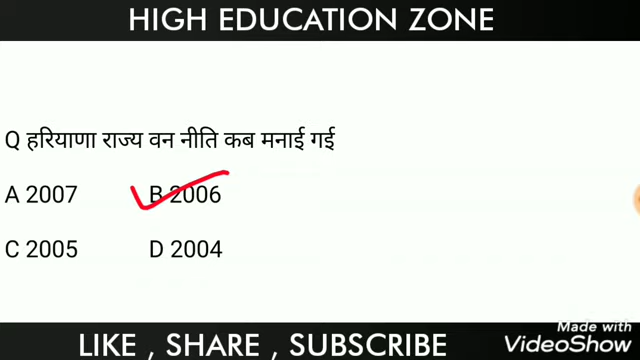 HIGH EDUCATION ZONE
Q हरियाणा राज्य वन नीति कब मनाई गई
A 2007 B 2006
C 2005 D 2004
Made with
VideoShow
LIKE , SHARE , SUBSCRIBE